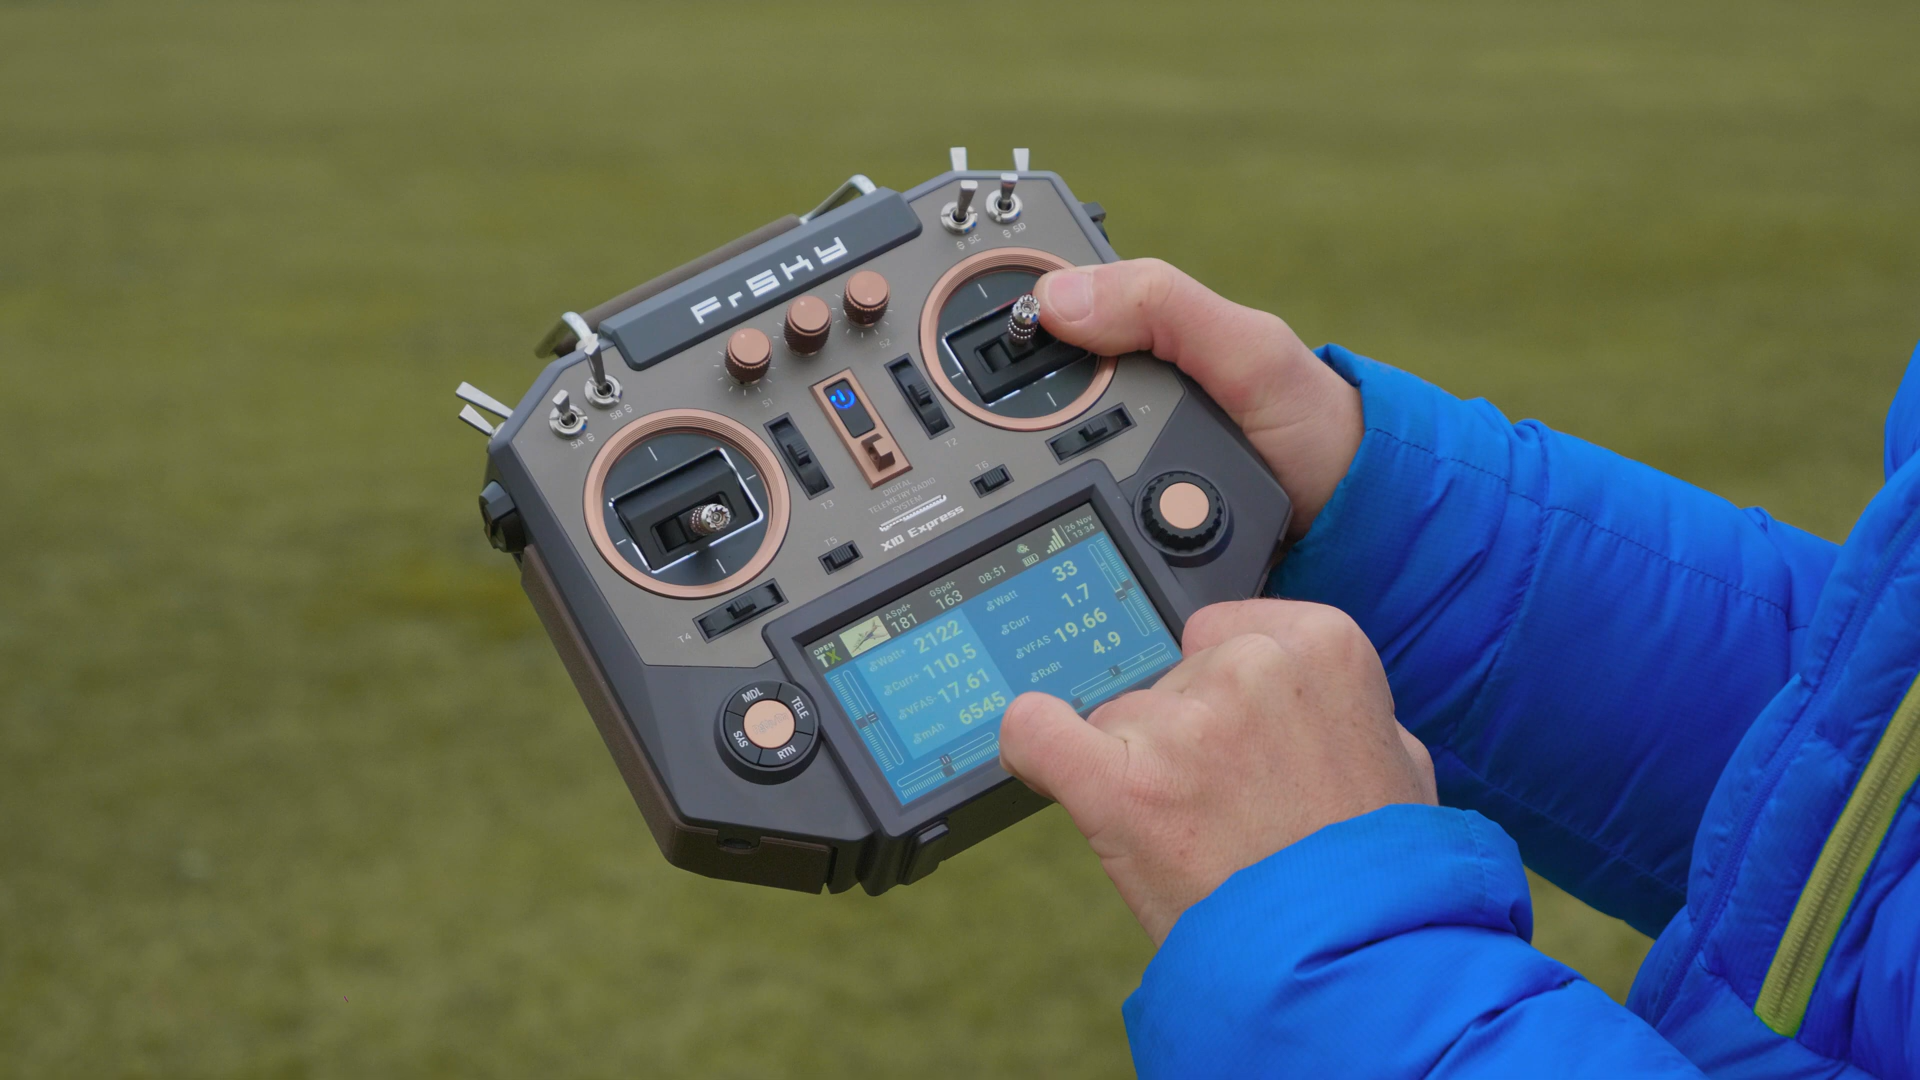 FrSky
SC
SD
SA
SB
S1
S2
T1
T2
T3
T4
T5
T6
DIGITAL
TELEMETRY RADIO
SYSTEM
X10 Express
OPEN
TX
ASpd+
181
GSpd+
163
08:51
26 Nov
13:34
Watt+ 2122
Curr+ 110.5
VFAS- 17.61
mAh 6545
Watt 33
Curr 1.7
VFAS 19.66
RxBt 4.9
MDL
TELE
SYS
RTN